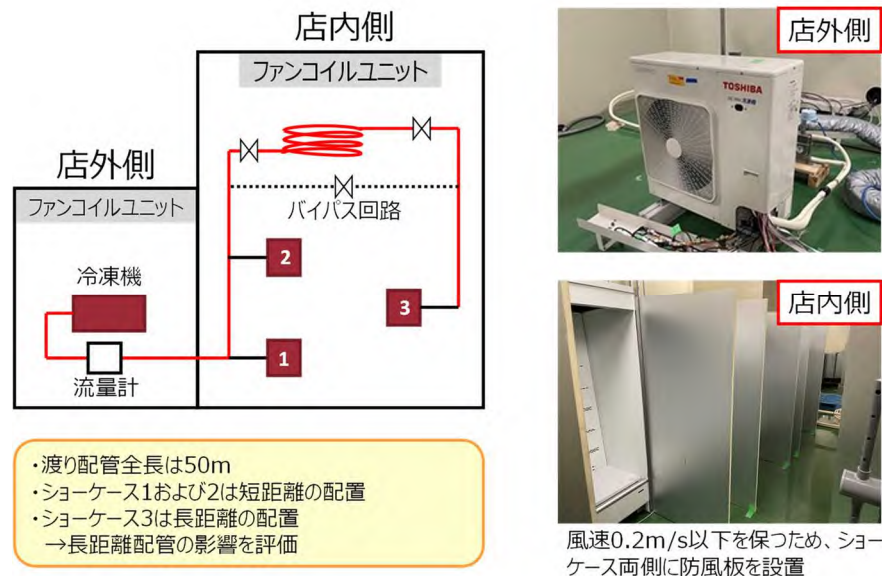 店内側
ファンコイルユニット
店外側
ファンコイルユニット
バイパス回路
2
冷凍機
3
1
流量計
・渡り配管全長は50m
・ショーケース1および2は短距離の配置
・ショーケース3は長距離の配置
→長距離配管の影響を評価
店外側
TOSHIBA
店内側
風速0.2m/s以下を保つため、ショー
ケース両側に防風板を設置